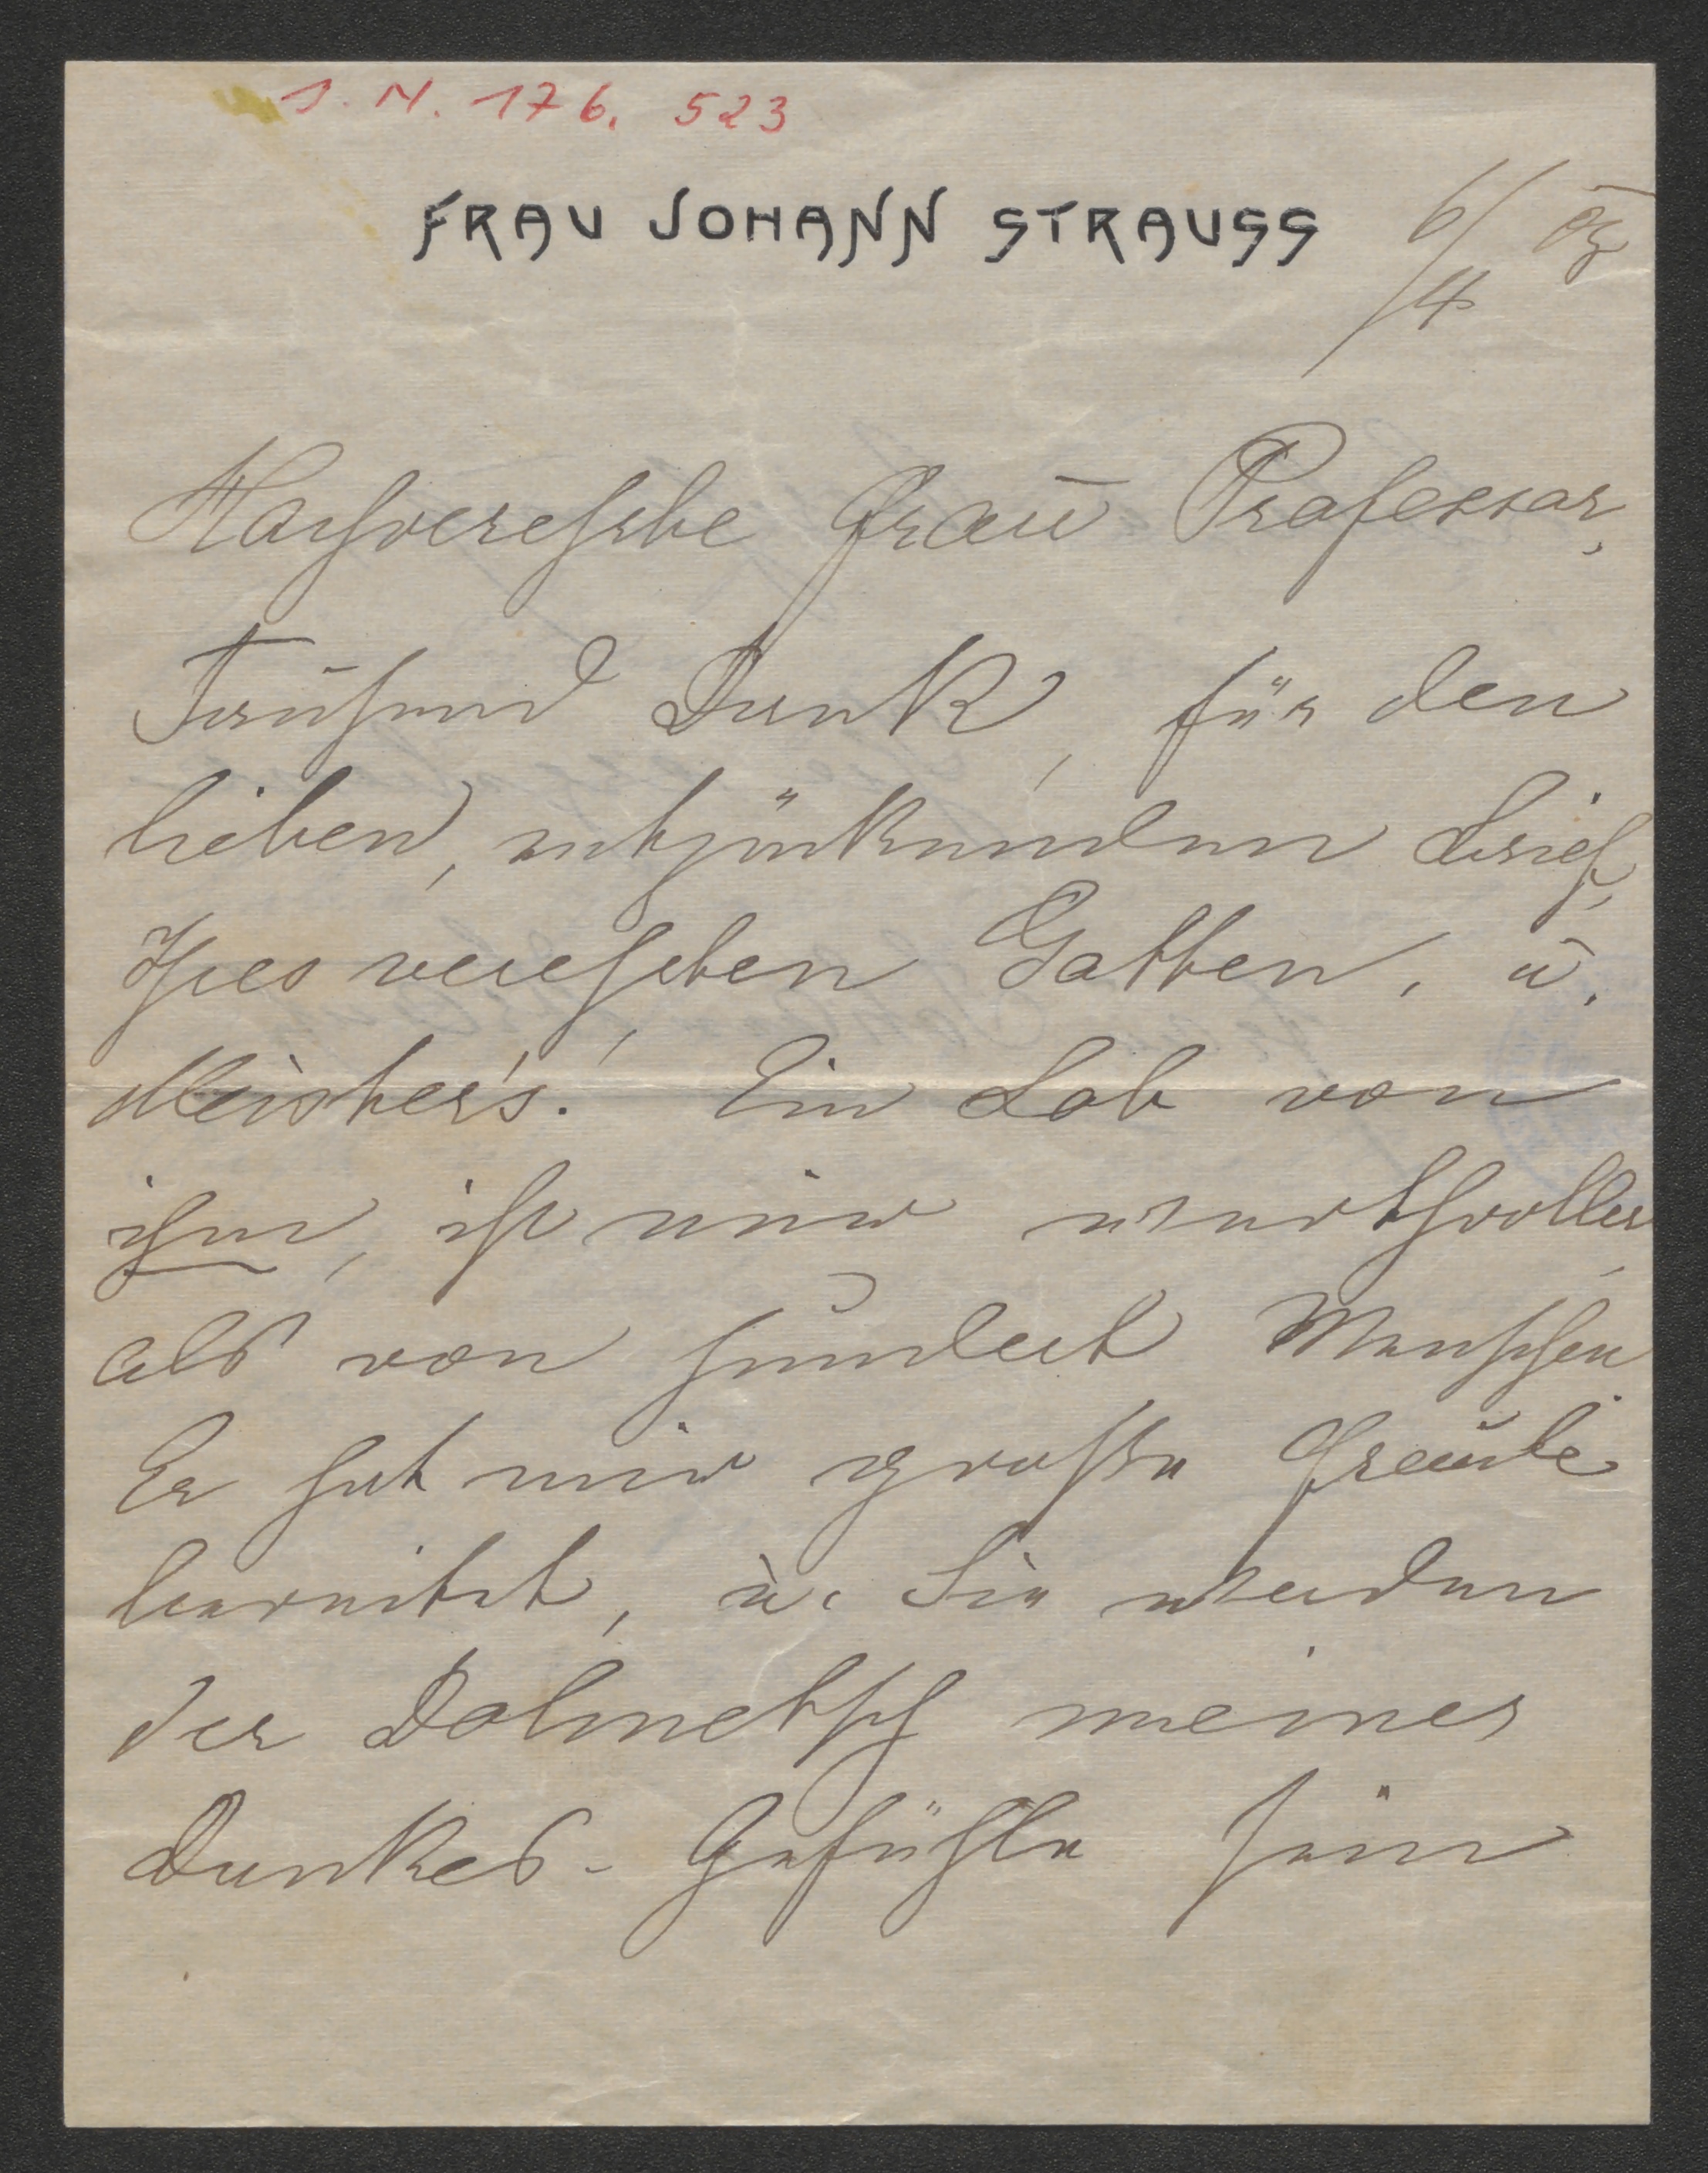 J. N. 176. 523
FRAU JOHANN STRAUSS
6/4
Hochverehrte Frau Professor,
Tausend Dank, für den
lieben, entzückenden Brief,
Ihres verehrten Gatten, u.
Meister's! Ein Lob von
ihm, ist mir werthvoller,
als von hundert Menschen
Er hat mir grosse Freude
bereitet, u. Sie werden
der Dolmetsch meiner
Dankes-Gefühle sein